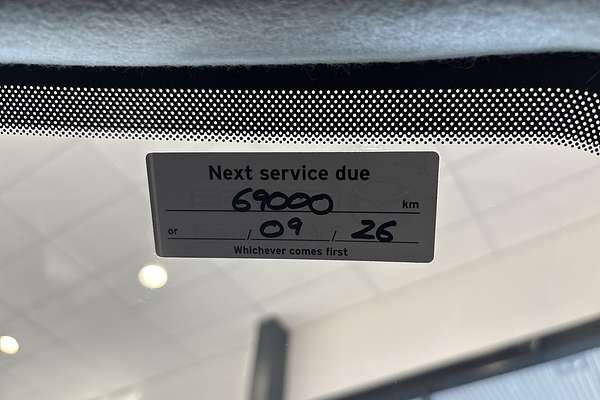 Next service due
69000 km
or / 09 / 26
Whichever comes first